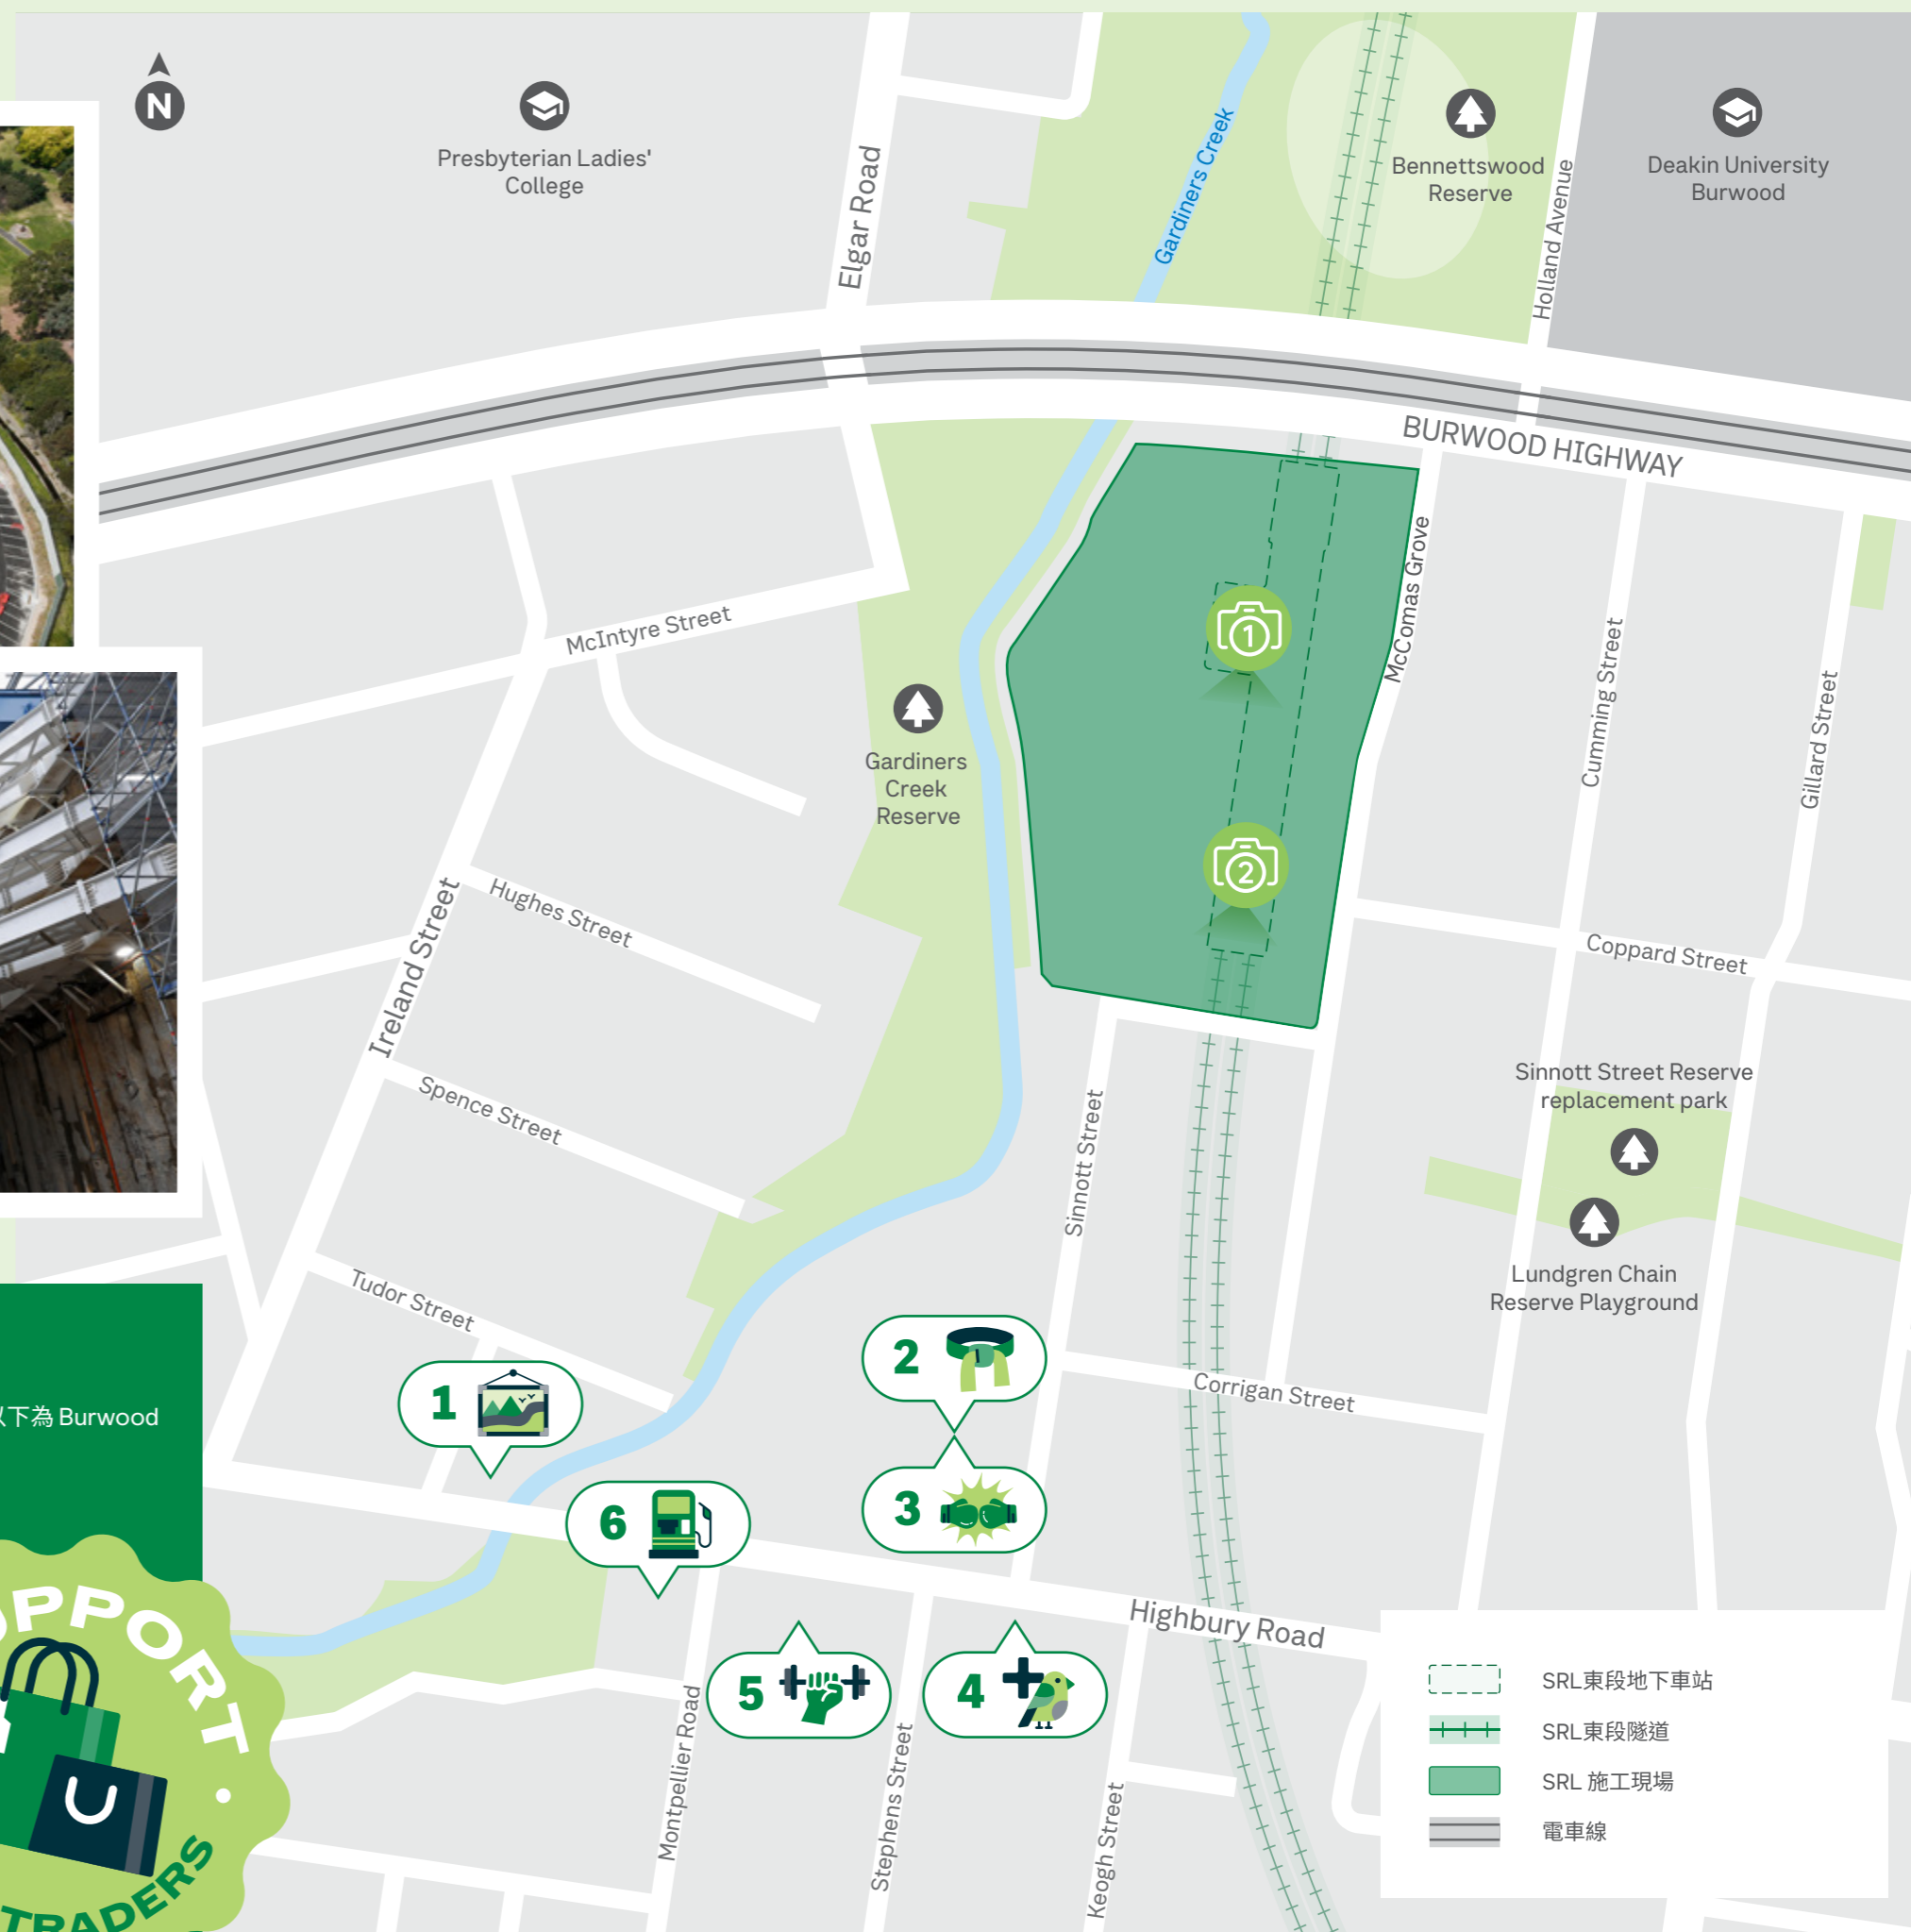 N
Presbyterian Ladies'
College
Elgar Road
Gardiners Creek
Bennettswood
Reserve
Holland Avenue
Deakin University
Burwood
BURWOOD HIGHWAY
McIntyre Street
McComas Grove
1
Cumming Street
Gillard Street
Gardiners
Creek
Reserve
2
Hughes Street
Ireland Street
Coppard Street
Spence Street
Sinnott Street
Sinnott Street Reserve
replacement park
Lundgren Chain
Reserve Playground
Tudor Street
2
1
Corrigan Street
以下為 Burwood
6
3
Highbury Road
5
4
Montpellier Road
Stephens Street
Keogh Street
SRL東段地下車站
SRL東段隧道
SRL 施工現場
電車線
TRADERS